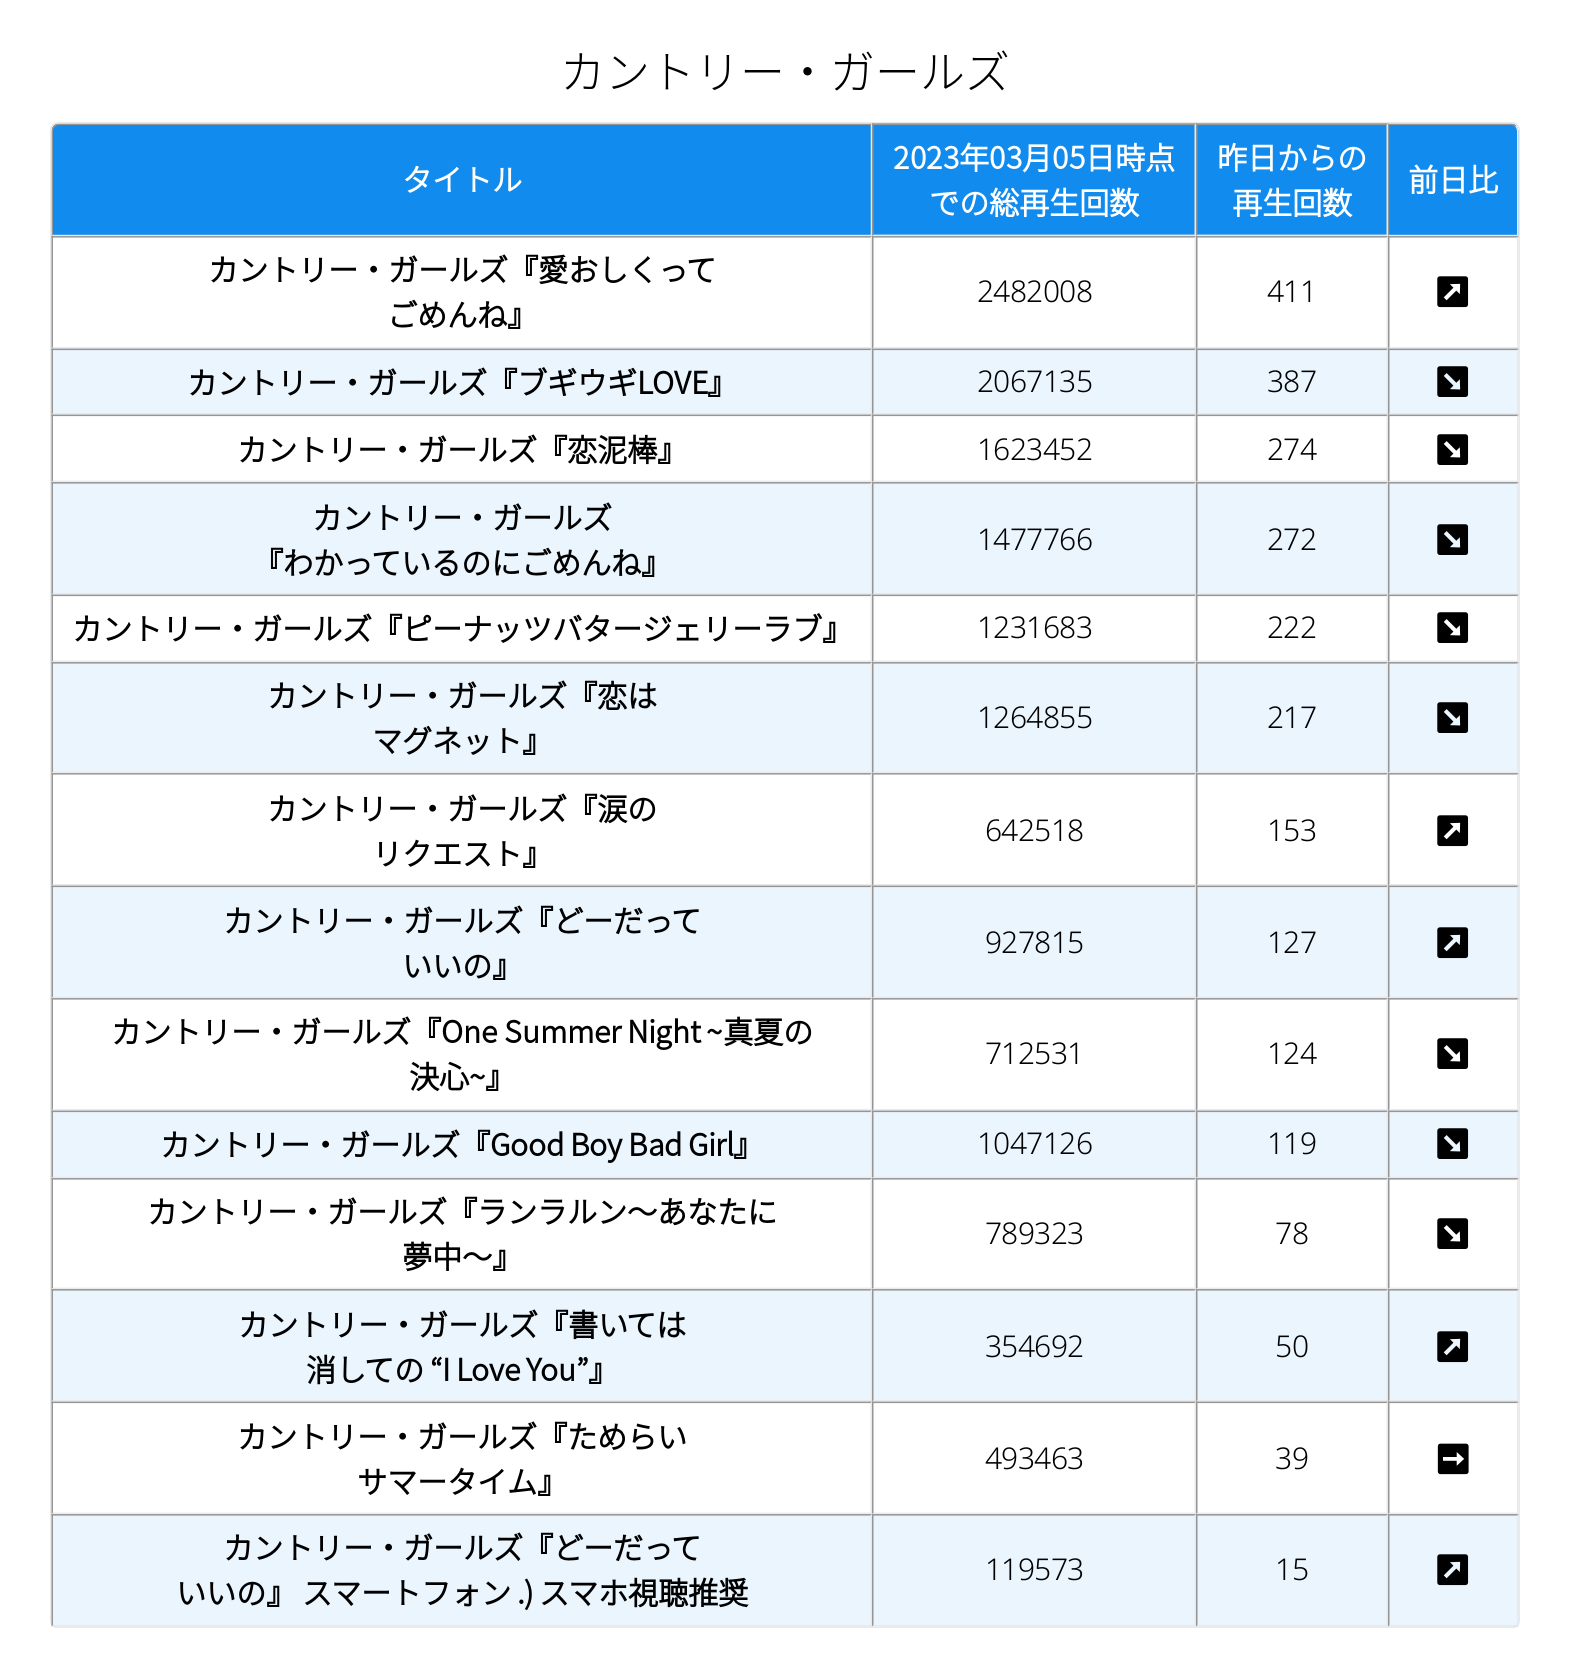 カントリー・ガールズ
タイトル
2023年03月05日時点
での総再生回数
昨日からの
再生回数
前日比
カントリー・ガールズ『愛おしくって
ごめんね』
2482008
411
カントリー・ガールズ『ブギウギLOVE』
2067135
387
カントリー・ガールズ『恋泥棒』
1623452
274
カントリー・ガールズ
『わかっているのにごめんね』
1477766
272
カントリー・ガールズ『ピーナッツバタージェリーラブ』
1231683
222
カントリー・ガールズ『恋は
マグネット』
1264855
217
カントリー・ガールズ『涙の
リクエスト』
642518
153
カントリー・ガールズ『どーだって
いいの』
927815
127
カントリー・ガールズ『One Summer Night ~真夏の
決心~』
712531
124
カントリー・ガールズ『Good Boy Bad Girl』
1047126
119
カントリー・ガールズ『ランラルン〜あなたに
夢中〜』
789323
78
カントリー・ガールズ『書いては
消しての “I Love You”』
354692
50
カントリー・ガールズ『ためらい
サマータイム』
493463
39
カントリー・ガールズ『どーだって
いいの』 スマートフォン .) スマホ視聴推奨
119573
15